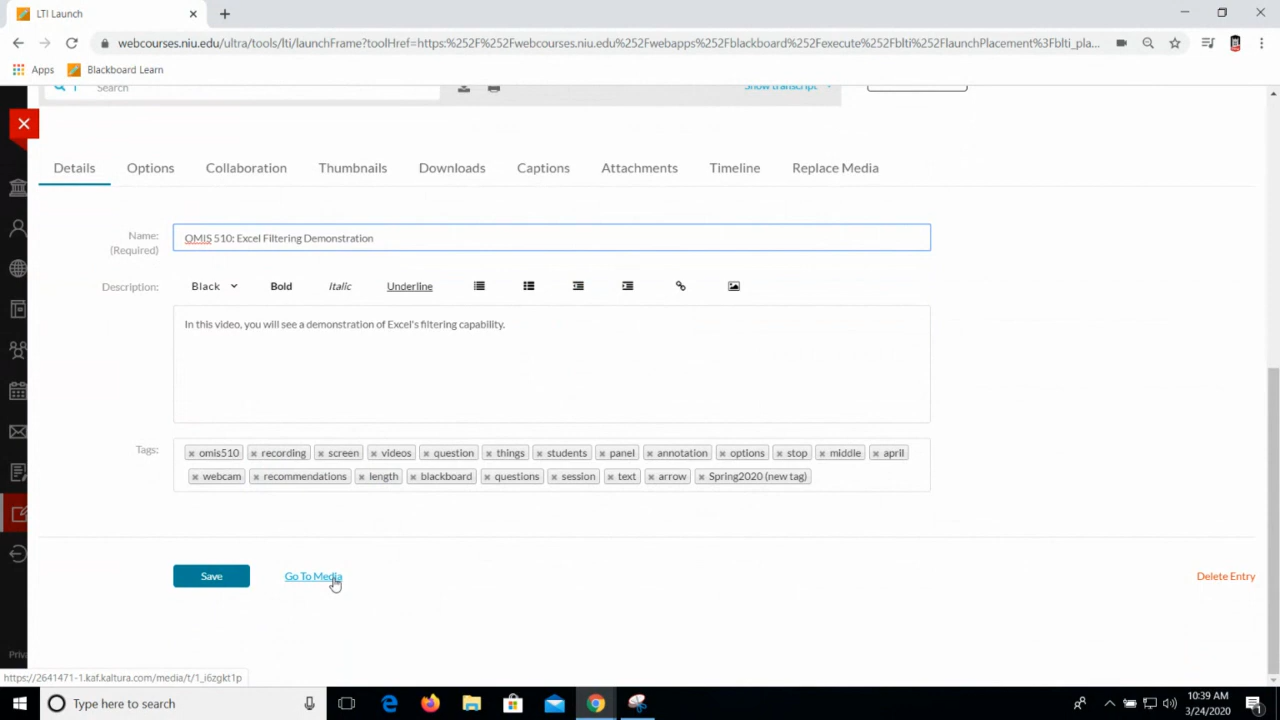 LTI Launch
webcourses.niu.edu/ultra/tools/lti/launchFrame?toolHref=https:%252F%252Fwebcourses.niu.edu%252Fwebapps%252Fblackboard%252Fexecute%252Fblti%252FlaunchPlacement%3Fblti_pla...
Apps Blackboard Learn
Search Show transcript
Details Options Collaboration Thumbnails Downloads Captions Attachments Timeline Replace Media
Name: OMIS 510: Excel Filtering Demonstration
(Required)
Description: Black Bold Italic Underline
In this video, you will see a demonstration of Excel's filtering capability.
Tags: × omis510 × recording × screen × videos × question × things × students × panel × annotation × options × stop × middle × april
× webcam × recommendations × length × blackboard × questions × session × text × arrow × Spring2020 (new tag)
Save Go To Media Delete Entry
Priv
https://2641471-1.kaf.kaltura.com/media/t/1_i6zgkt1p
Type here to search
10:39 AM
3/24/2020
1